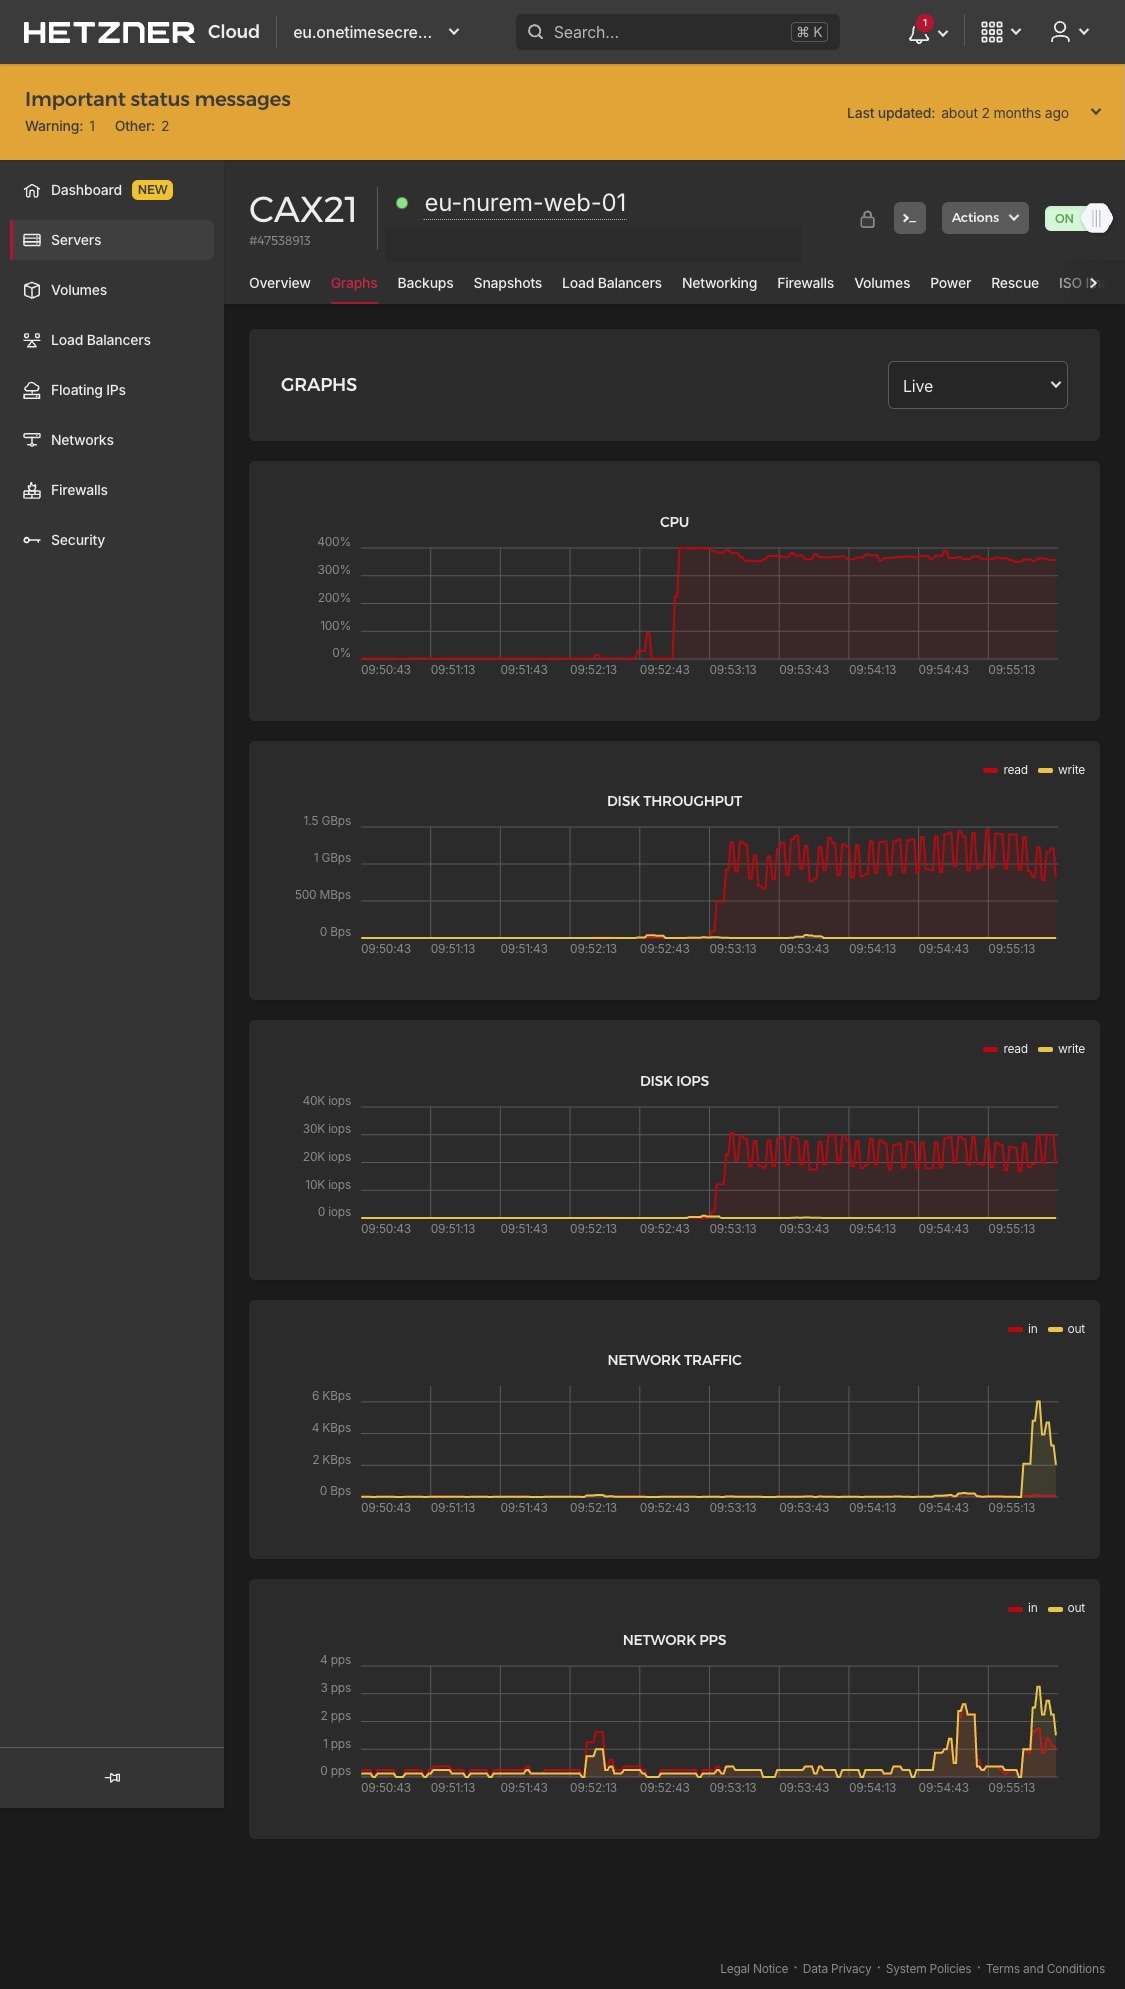 HETZNER Cloud eu.onetimesecre... Search... ⌘ K 1
Important status messages
Warning: 1 Other: 2
Last updated: about 2 months ago
Dashboard NEW
Servers
Volumes
Load Balancers
Floating IPs
Networks
Firewalls
Security
CAX21
#47538913
eu-nurem-web-01
>_ Actions ON
Overview Graphs Backups Snapshots Load Balancers Networking Firewalls Volumes Power Rescue ISO
GRAPHS
Live
CPU
400%
300%
200%
100%
0%
09:50:43 09:51:13 09:51:43 09:52:13 09:52:43 09:53:13 09:53:43 09:54:13 09:54:43 09:55:13
read write
DISK THROUGHPUT
1.5 GBps
1 GBps
500 MBps
0 Bps
09:50:43 09:51:13 09:51:43 09:52:13 09:52:43 09:53:13 09:53:43 09:54:13 09:54:43 09:55:13
read write
DISK IOPS
40K iops
30K iops
20K iops
10K iops
0 iops
09:50:43 09:51:13 09:51:43 09:52:13 09:52:43 09:53:13 09:53:43 09:54:13 09:54:43 09:55:13
in out
NETWORK TRAFFIC
6 KBps
4 KBps
2 KBps
0 Bps
09:50:43 09:51:13 09:51:43 09:52:13 09:52:43 09:53:13 09:53:43 09:54:13 09:54:43 09:55:13
in out
NETWORK PPS
4 pps
3 pps
2 pps
1 pps
0 pps
09:50:43 09:51:13 09:51:43 09:52:13 09:52:43 09:53:13 09:53:43 09:54:13 09:54:43 09:55:13
Legal Notice · Data Privacy · System Policies · Terms and Conditions